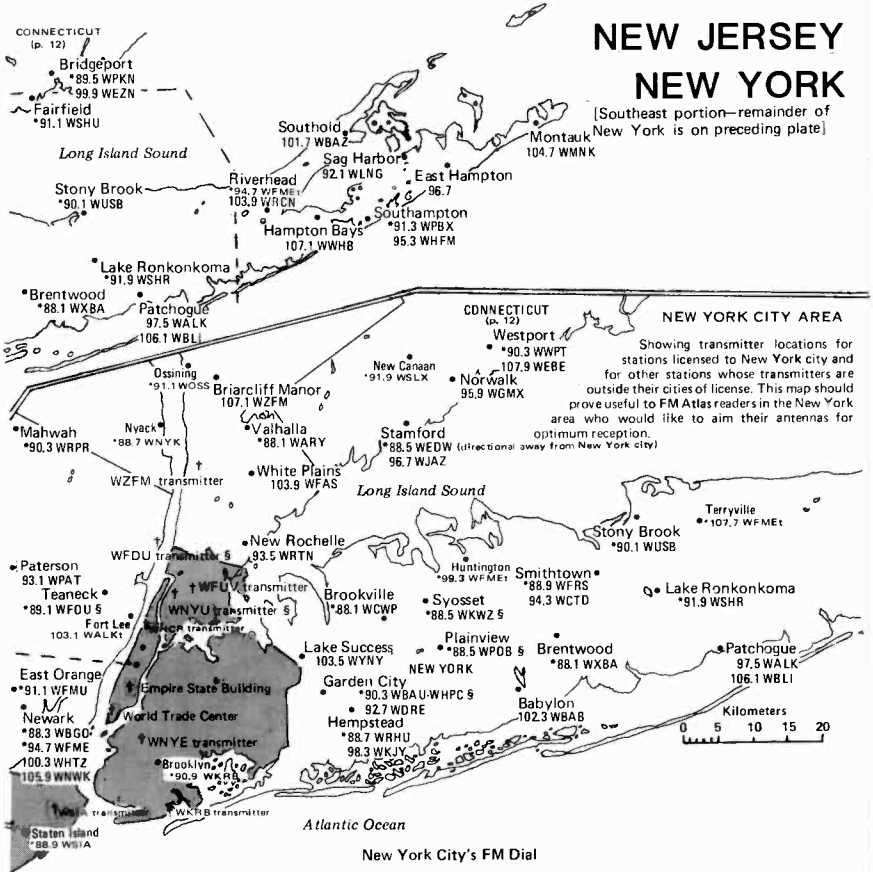 NEW JERSEY
NEW YORK
[Southeast portion—remainder of
New York is on preceding plate]
CONNECTICUT
(p. 12)
Bridgeport
*89.5 WPKN
99.9 WEZN
Fairfield
*91.1 WSHU
Long Island Sound
Stony Brook
*90.1 WUSB
Southold
101.7 WBAZ
Sag Harbor
92.1 WLNG
Montauk
104.7 WMNK
East Hampton
96.7
Riverhead
*94.7 WFMEt
103.9 WRCN
Southampton
*91.3 WPBX
95.3 WHFM
Hampton Bays
107.1 WWHB
Lake Ronkonkoma
*91.9 WSHR
Brentwood
*88.1 WXBA
Patchogue
97.5 WALK
106.1 WBLI
NEW YORK CITY AREA
Showing transmitter locations for
stations licensed to New York city and
for other stations whose transmitters are
outside their cities of license. This map should
prove useful to FM Atlas readers in the New York
area who would like to aim their antennas for
optimum reception.
CONNECTICUT
(p. 12)
Westport
*90.3 WWPT
107.9 WEBE
New Canaan
*91.9 WSLX
Norwalk
95.9 WGMX
Ossining
*91.1 WOSS
Briarcliff Manor
107.1 WZFM
Nyack
*88.7 WNYK
Valhalla
*88.1 WARY
Mahwah
*90.3 WRPR
Stamford
*88.5 WEDW (directional away from New York city)
96.7 WJAZ
White Plains
103.9 WFAS
† WZFM transmitter
Long Island Sound
Terryville
*107.7 WFMEt
Stony Brook
*90.1 WUSB
New Rochelle
93.5 WRTN
† WFDU transmitter §
Paterson
93.1 WPAT
Teaneck
*89.1 WFDU §
† WFUV transmitter
† WNYU transmitter §
Fort Lee
103.1 WALKt
transmitter
Huntington
*99.3 WFMEt
Smithtown
*88.9 WFRS
94.3 WCTD
Brookville
*88.1 WCWP
Syosset
*88.5 WKWZ §
Lake Ronkonkoma
*91.9 WSHR
Lake Success
103.5 WYNY
Plainview
*88.5 WPOB §
NEW YORK
Brentwood
*88.1 WXBA
Patchogue
97.5 WALK
106.1 WBLI
East Orange
*91.1 WFMU
† Empire State Building
Garden City
*90.3 WBAU-WHPC §
92.7 WDRE
Babylon
102.3 WBAB
Newark
*88.3 WBGO
*94.7 WFME
100.3 WHTZ
105.9 WNWK
† World Trade Center
† WNYE transmitter
Hempstead
*88.7 WRHU
98.3 WKJY
Kilometers
0 5 10 15 20
Brooklyn
*90.9 WKRB
† WSIA transmitter
† WKRB transmitter
Staten Island
*88.9 WSIA
Atlantic Ocean
New York City's FM Dial